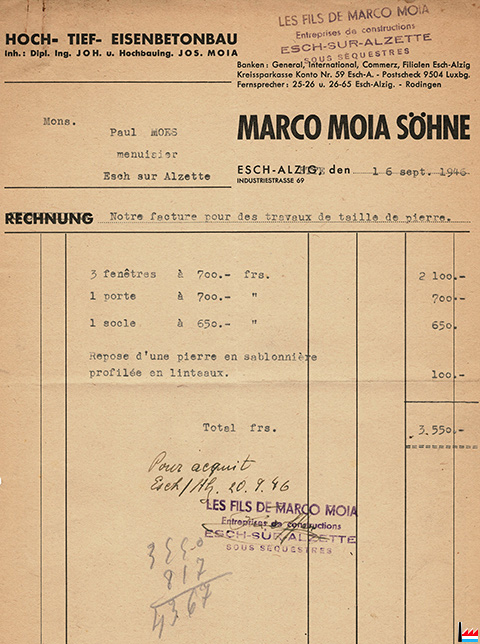 HOCH- TIEF- EISENBETONBAU
Inh.: Dipl. Ing. JOH. u. Hochbauing. JOS. MOIA
LES FILS DE MARCO MOIA
Entreprises de constructions
ESCH-SUR-ALZETTE
SOUS SÉQUESTRES
Banken: General, International, Commerz, Filialen Esch-Alzig
Kreissparkasse Konto Nr. 59 Esch-A. - Postscheck 9504 Luxbg.
Fernsprecher: 25-26 u. 26-65 Esch-Alzig. - Rodingen
Mons.
Paul MOES
menuisier
Esch sur Alzette
MARCO MOIA SÖHNE
ESCH-ALZIG, den 16 sept. 1946
INDUSTRIESTRASSE 69
RECHNUNG Notre facture pour des travaux de taille de pierre.
3 fenêtres à 700.- frs. 2 100.-
1 porte à 700.- " 700.-
1 socle à 650.- " 650.
Repose d'une pierre en sablonnière
profilée en linteaux. 100.-
Total frs. 3.550.-
Pour acquit
Esch/Alz. 20.9.46
LES FILS DE MARCO MOIA
Entreprises de constructions
ESCH-SUR-ALZETTE
SOUS SÉQUESTRES
3550
817
4367